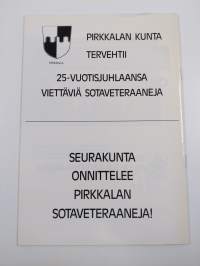 PIRKKALAN KUNTA
TERVEHTII
25-VUOTISJUHLAANSA
VIETTÄVIÄ SOTAVETERAANEJA
SEURAKUNTA
ONNITTELEE
PIRKKALAN
SOTAVETERAANEJA!